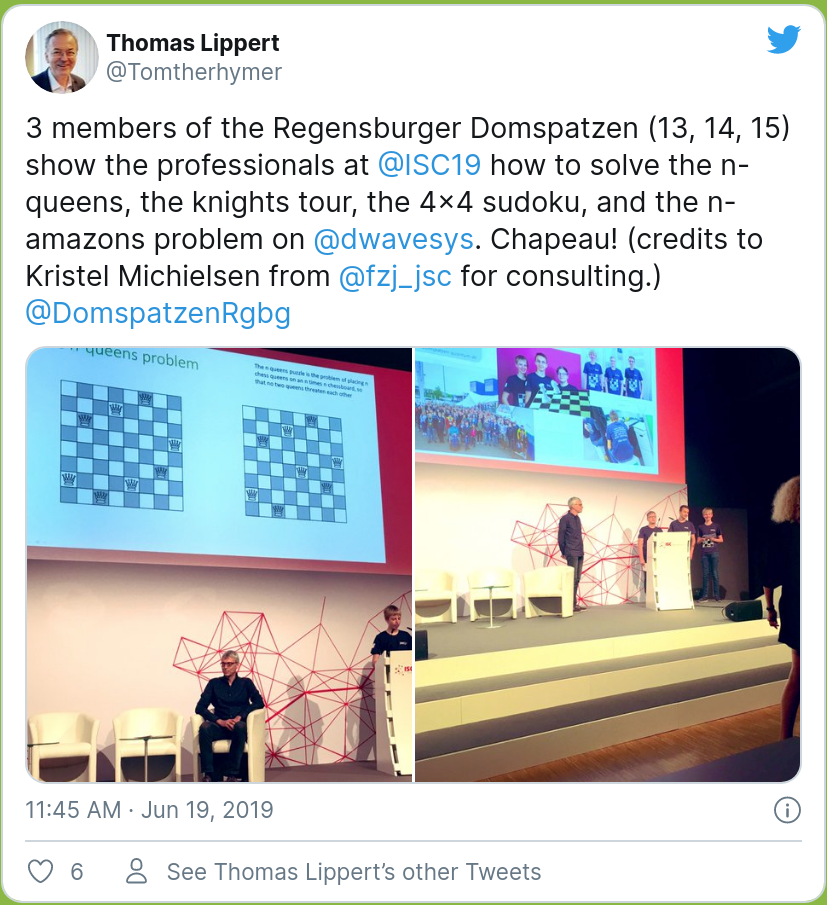 Thomas Lippert
@Tomtherhymer
3 members of the Regensburger Domspatzen (13, 14, 15)
show the professionals at @ISC19 how to solve the n-
queens, the knights tour, the 4×4 sudoku, and the n-
amazons problem on @dwavesys. Chapeau! (credits to
Kristel Michielsen from @fzj_jsc for consulting.)
@DomspatzenRgbg
queens problem
The n queens puzzle is the problem of placing n
chess queens on an n times n chessboard, so
that no two queens threaten each other
11:45 AM · Jun 19, 2019
6
See Thomas Lippert’s other Tweets